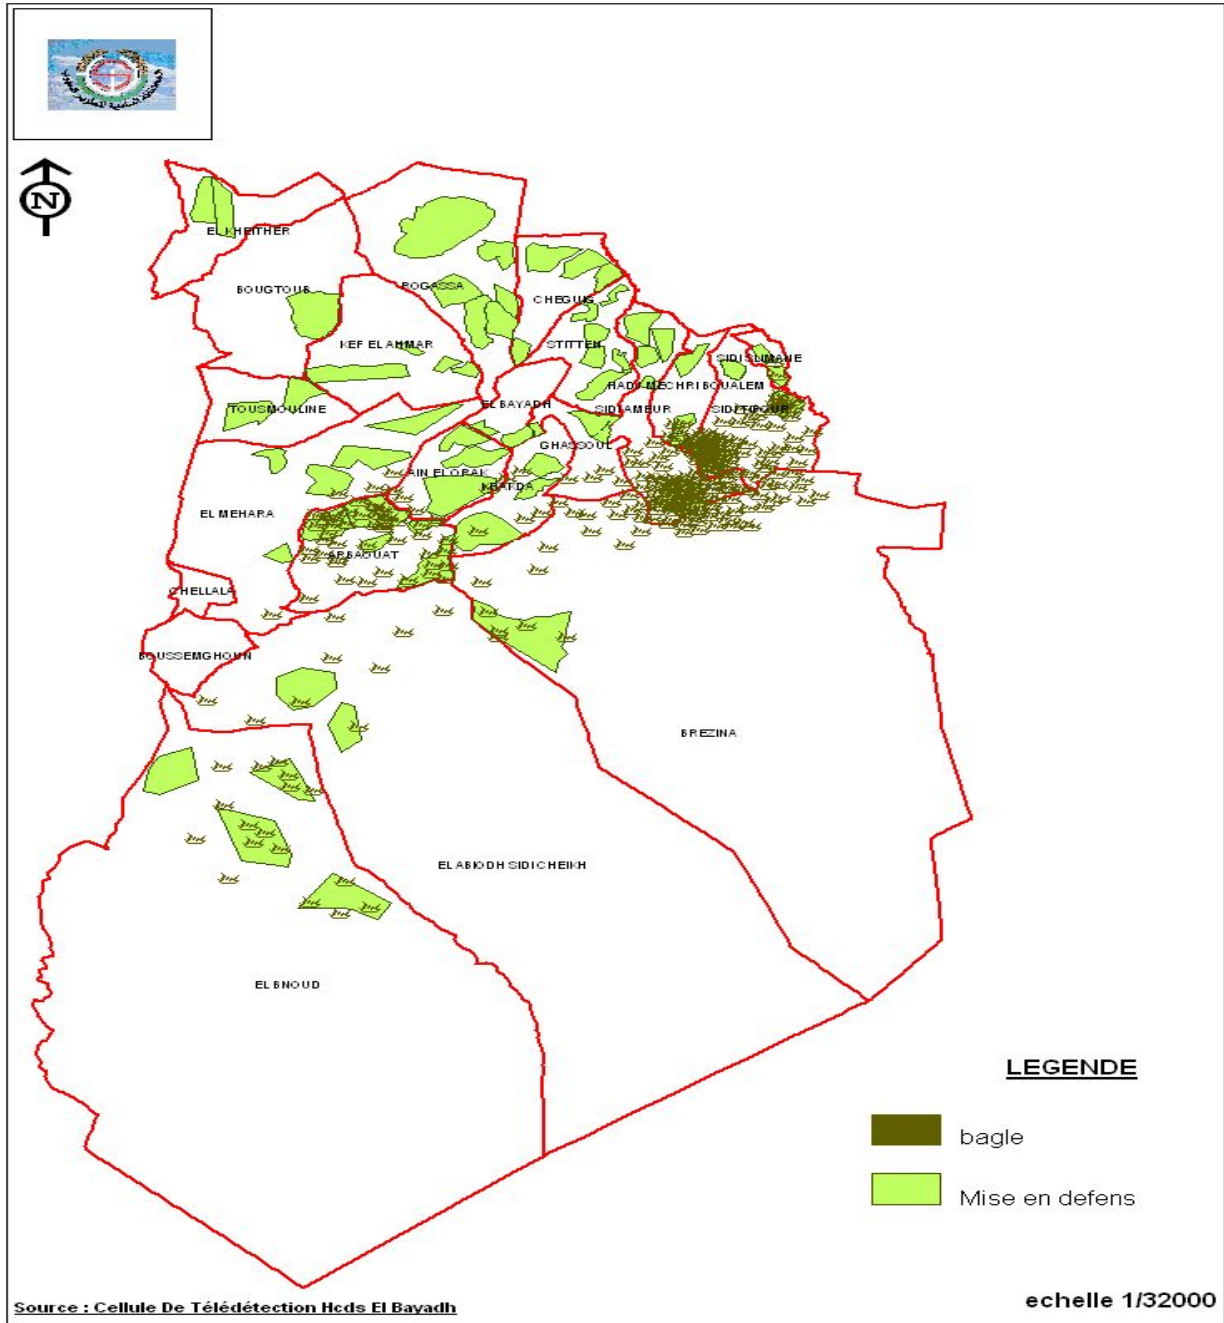 N
EL KHEITHER
BOUGTOUB
ROGASSA
CHEGUIG
KEF EL AHMAR
STITTEN
SIDI SLIMANE
HADJ MECHRI
BOUALEM
TOUSMOULINE
EL BAYADH
SIDI AMEUR
SIDI TIFOUR
GHASSOUL
AIN EL ORAK
KRAKDA
EL MEHARA
ARBAOUAT
CHELLALA
BOUSSEMGHOUN
BREZINA
EL ABIODH SIDI CHEIKH
EL BNOUD
LEGENDE
bagle
Mise en defens
Source : Cellule De Télédétection Hcds El Bayadh
echelle 1/32000